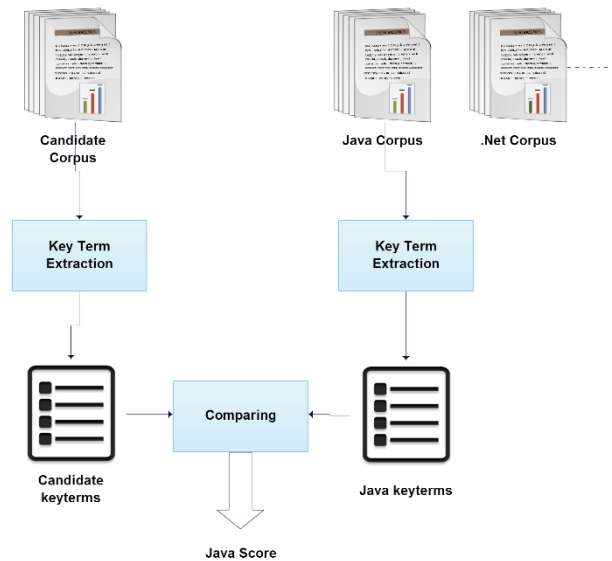 Candidate
Corpus
Java Corpus
.Net Corpus
Key Term
Extraction
Key Term
Extraction
Comparing
Candidate
keyterms
Java keyterms
Java Score